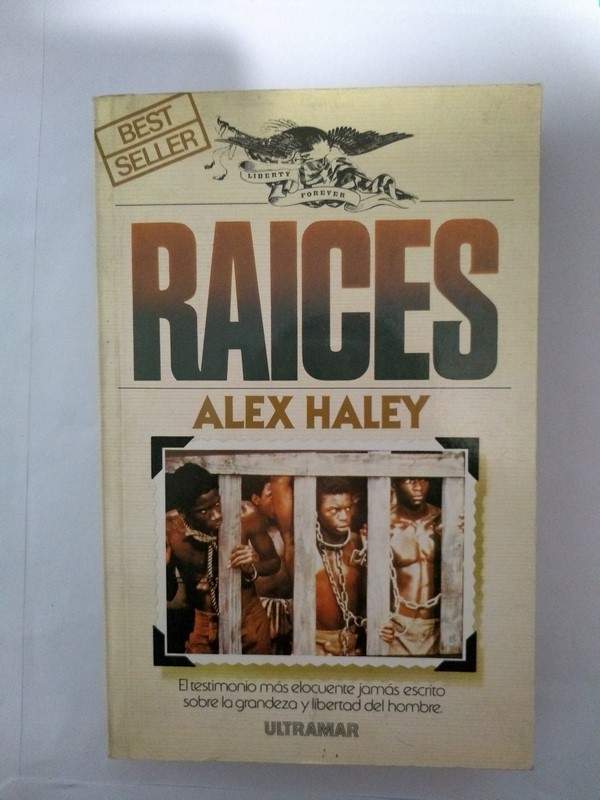 BEST
SELLER
LIBERTY
FOREVER
RAICES
ALEX HALEY
El testimonio más elocuente jamás escrito
sobre la grandeza y libertad del hombre.
ULTRAMAR